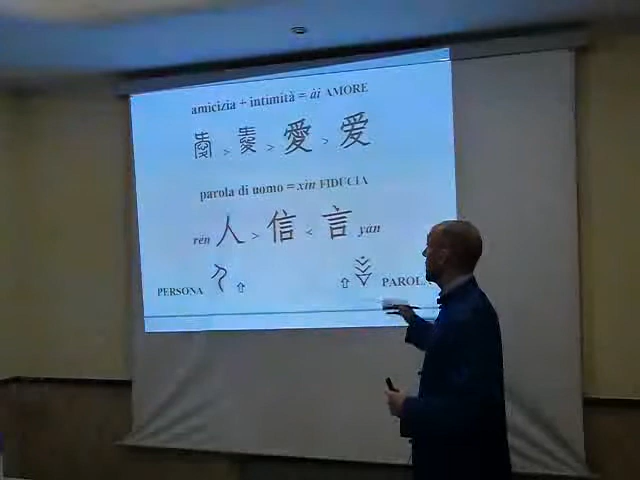 amicizia + intimità = ài AMORE
> > 愛 > 爱
parola di uomo = xìn FIDUCIA
rén 人 > 信 < 言 yán
PERSONA ⇧ ⇧ PAROLA